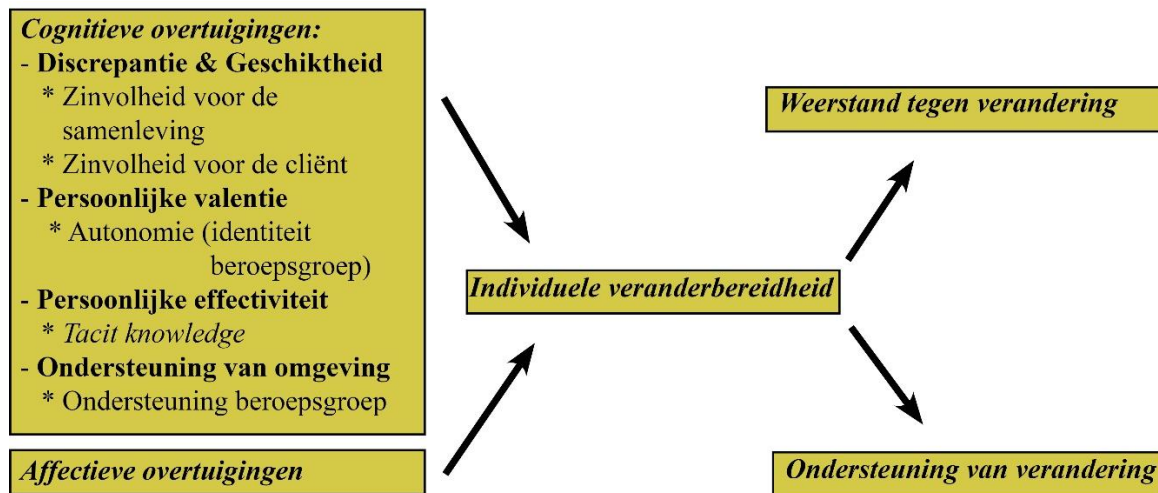 Cognitieve overtuigingen:
- Discrepantie & Geschiktheid
* Zinvolheid voor de
samenleving
* Zinvolheid voor de cliënt
- Persoonlijke valentie
* Autonomie (identiteit
beroepsgroep)
- Persoonlijke effectiviteit
* Tacit knowledge
- Ondersteuning van omgeving
* Ondersteuning beroepsgroep
Affectieve overtuigingen
Individuele veranderbereidheid
Weerstand tegen verandering
Ondersteuning van verandering